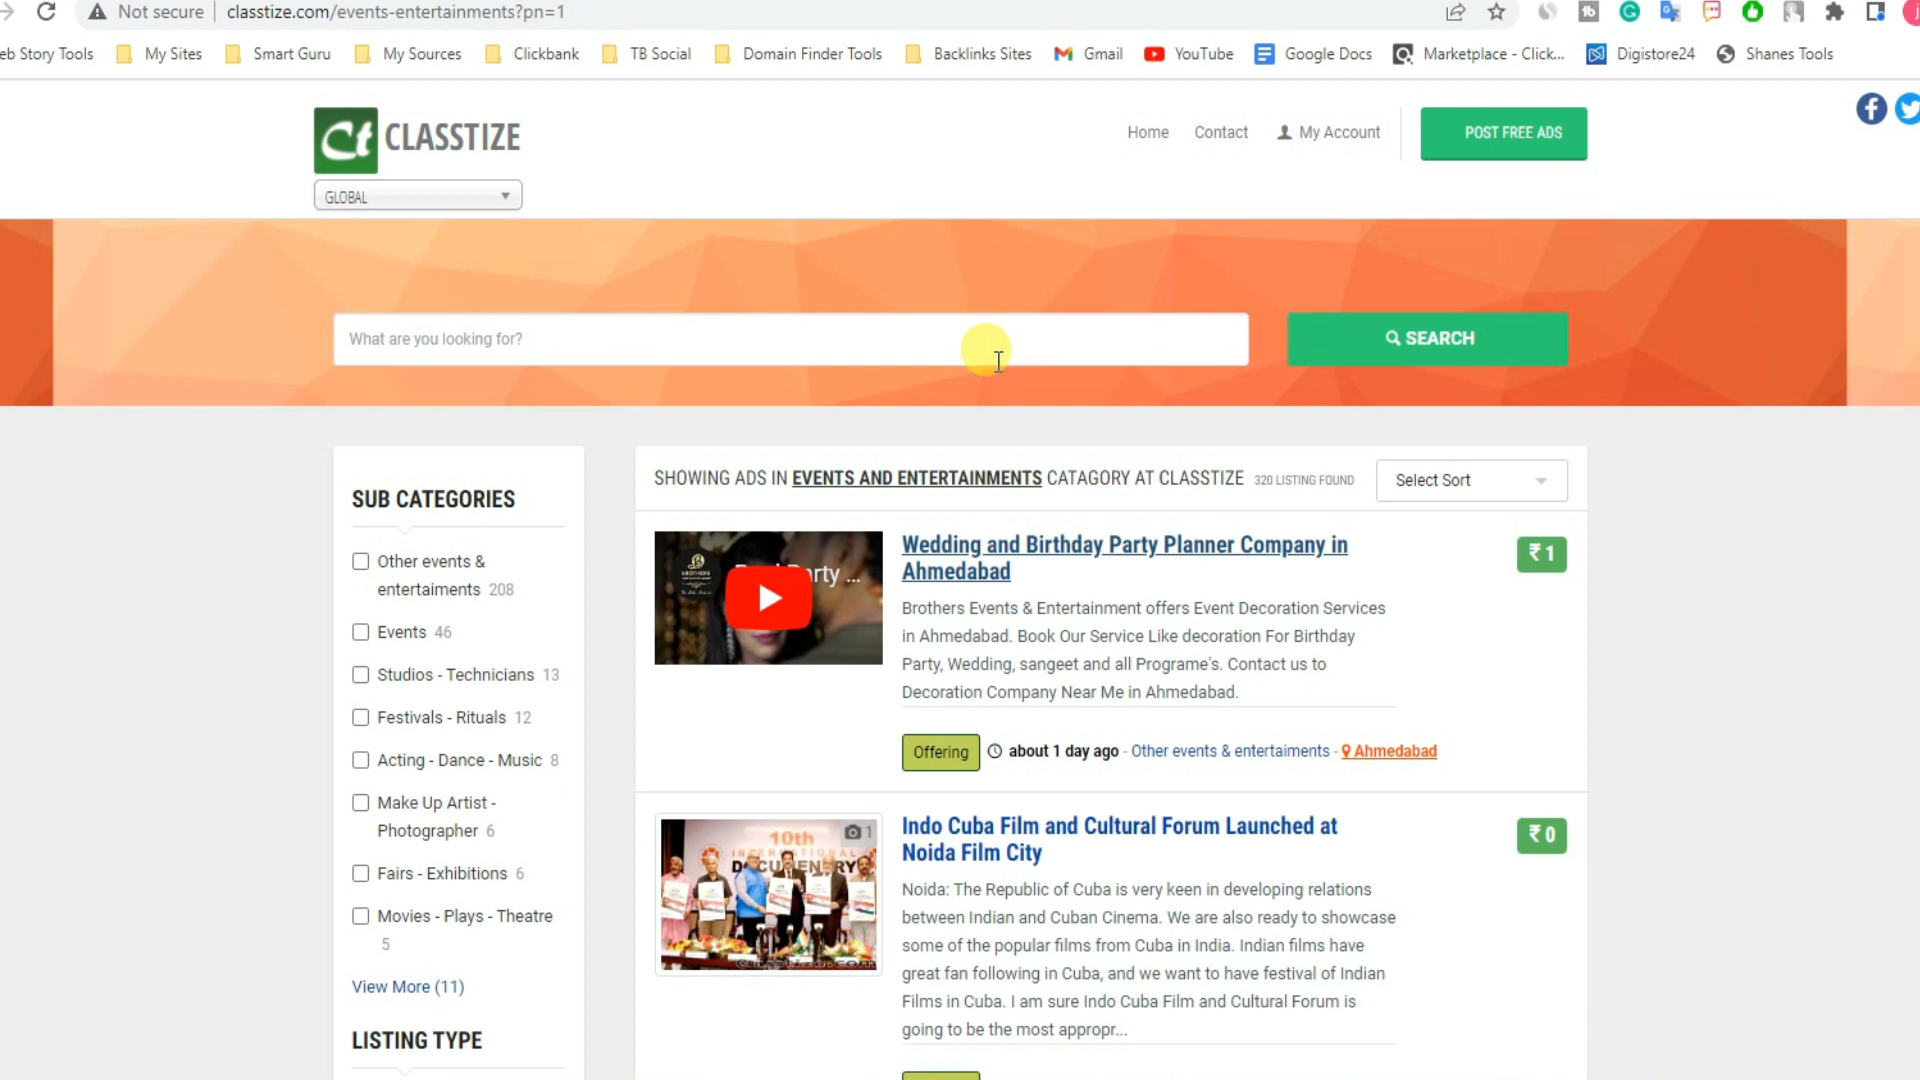 Not secure classtize.com/events-entertainments?pn=1
eb Story Tools My Sites Smart Guru My Sources Clickbank TB Social Domain Finder Tools Backlinks Sites Gmail YouTube Google Docs Marketplace - Click... Digistore24 Shanes Tools
Ct CLASSTIZE
Home Contact My Account POST FREE ADS
GLOBAL
What are you looking for? SEARCH
SUB CATEGORIES
Other events &
entertaiments 208
Events 46
Studios - Technicians 13
Festivals - Rituals 12
Acting - Dance - Music 8
Make Up Artist -
Photographer 6
Fairs - Exhibitions 6
Movies - Plays - Theatre
5
View More (11)
LISTING TYPE
SHOWING ADS IN EVENTS AND ENTERTAINMENTS CATAGORY AT CLASSTIZE 320 LISTING FOUND Select Sort
Wedding and Birthday Party Planner Company in
Ahmedabad
₹ 1
Brothers Events & Entertainment offers Event Decoration Services
in Ahmedabad. Book Our Service Like decoration For Birthday
Party, Wedding, sangeet and all Programe's. Contact us to
Decoration Company Near Me in Ahmedabad.
Offering about 1 day ago - Other events & entertaiments - Ahmedabad
1
10th
Indo Cuba Film and Cultural Forum Launched at
Noida Film City
₹ 0
Noida: The Republic of Cuba is very keen in developing relations
between Indian and Cuban Cinema. We are also ready to showcase
some of the popular films from Cuba in India. Indian films have
great fan following in Cuba, and we want to have festival of Indian
Films in Cuba. I am sure Indo Cuba Film and Cultural Forum is
going to be the most appropr...